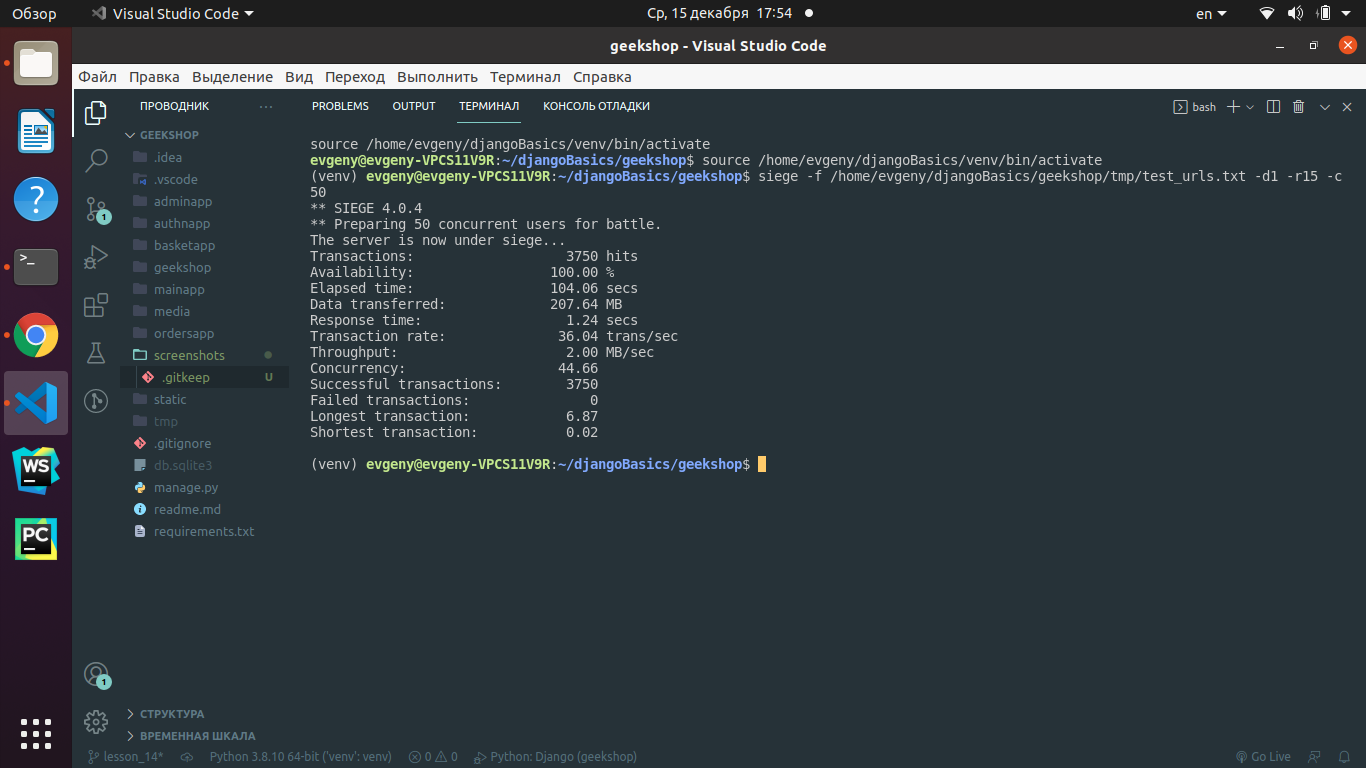 Обзор
Visual Studio Code
Ср, 15 декабря 17:54
en
geekshop - Visual Studio Code
Файл Правка Выделение Вид Переход Выполнить Терминал Справка
ПРОВОДНИК
PROBLEMS OUTPUT ТЕРМИНАЛ КОНСОЛЬ ОТЛАДКИ
bash
GEEKSHOP
.idea
.vscode
adminapp
authnapp
basketapp
geekshop
mainapp
media
ordersapp
screenshots
.gitkeep U
static
tmp
.gitignore
db.sqlite3
manage.py
readme.md
requirements.txt
СТРУКТУРА
ВРЕМЕННАЯ ШКАЛА
source /home/evgeny/djangoBasics/venv/bin/activate
evgeny@evgeny-VPCS11V9R:~/djangoBasics/geekshop$ source /home/evgeny/djangoBasics/venv/bin/activate
(venv) evgeny@evgeny-VPCS11V9R:~/djangoBasics/geekshop$ siege -f /home/evgeny/djangoBasics/geekshop/tmp/test_urls.txt -d1 -r15 -c
50
** SIEGE 4.0.4
** Preparing 50 concurrent users for battle.
The server is now under siege...
Transactions: 3750 hits
Availability: 100.00 %
Elapsed time: 104.06 secs
Data transferred: 207.64 MB
Response time: 1.24 secs
Transaction rate: 36.04 trans/sec
Throughput: 2.00 MB/sec
Concurrency: 44.66
Successful transactions: 3750
Failed transactions: 0
Longest transaction: 6.87
Shortest transaction: 0.02
(venv) evgeny@evgeny-VPCS11V9R:~/djangoBasics/geekshop$
1
1
>_
WS
PC
lesson_14* Python 3.8.10 64-bit ('venv': venv) 0 0 Python: Django (geekshop) Go Live